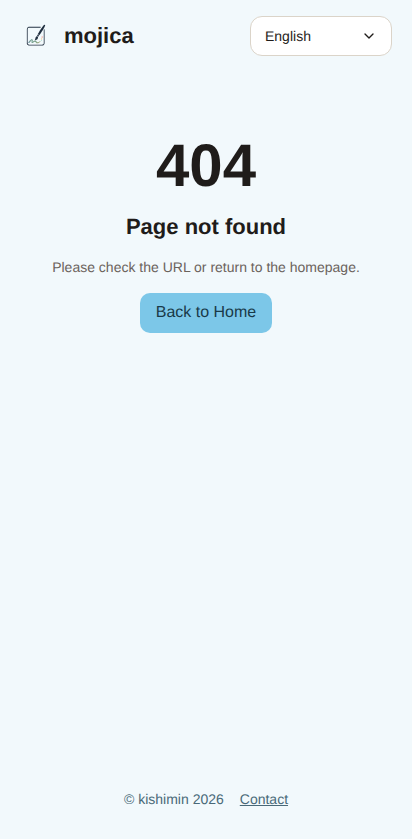 mojica
English
404
Page not found
Please check the URL or return to the homepage.
Back to Home
© kishimin 2026 Contact